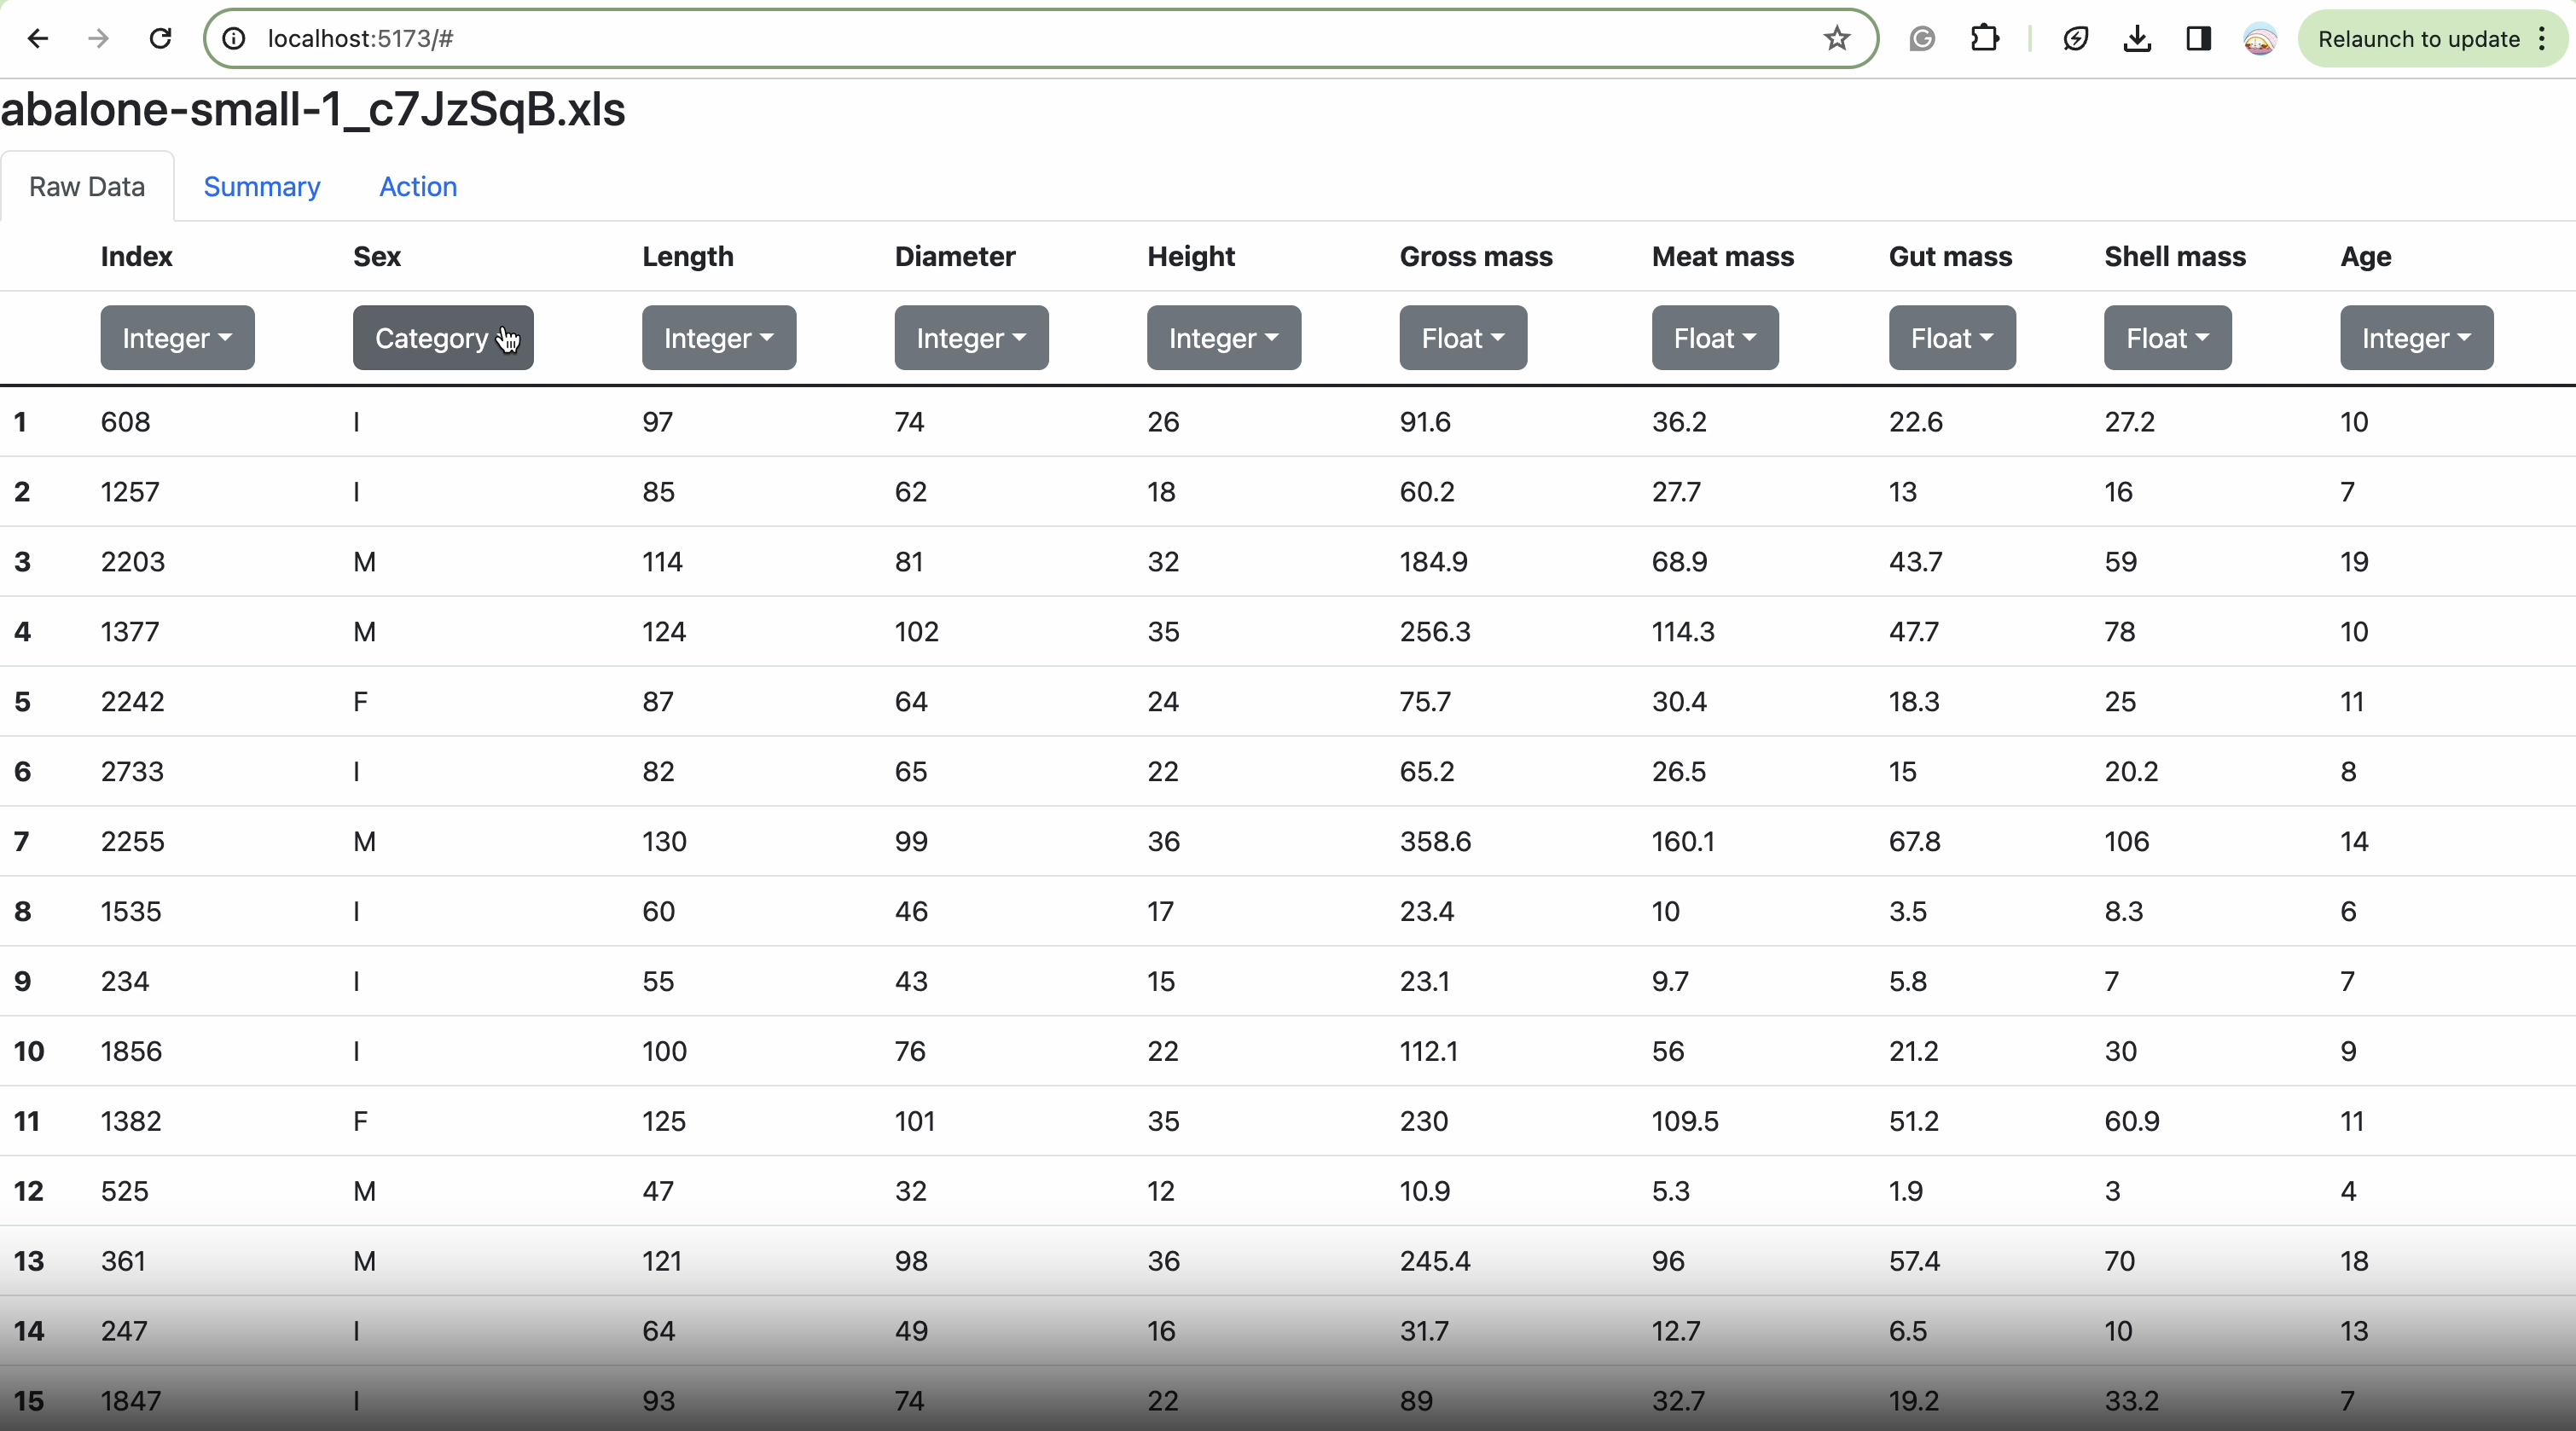 localhost:5173/#
Relaunch to update
abalone-small-1_c7JzSqB.xls
Raw Data Summary Action
Index Sex Length Diameter Height Gross mass Meat mass Gut mass Shell mass Age
Integer Category Integer Integer Integer Float Float Float Float Integer
1 608 I 97 74 26 91.6 36.2 22.6 27.2 10
2 1257 I 85 62 18 60.2 27.7 13 16 7
3 2203 M 114 81 32 184.9 68.9 43.7 59 19
4 1377 M 124 102 35 256.3 114.3 47.7 78 10
5 2242 F 87 64 24 75.7 30.4 18.3 25 11
6 2733 I 82 65 22 65.2 26.5 15 20.2 8
7 2255 M 130 99 36 358.6 160.1 67.8 106 14
8 1535 I 60 46 17 23.4 10 3.5 8.3 6
9 234 I 55 43 15 23.1 9.7 5.8 7 7
10 1856 I 100 76 22 112.1 56 21.2 30 9
11 1382 F 125 101 35 230 109.5 51.2 60.9 11
12 525 M 47 32 12 10.9 5.3 1.9 3 4
13 361 M 121 98 36 245.4 96 57.4 70 18
14 247 I 64 49 16 31.7 12.7 6.5 10 13
15 1847 I 93 74 22 89 32.7 19.2 33.2 7